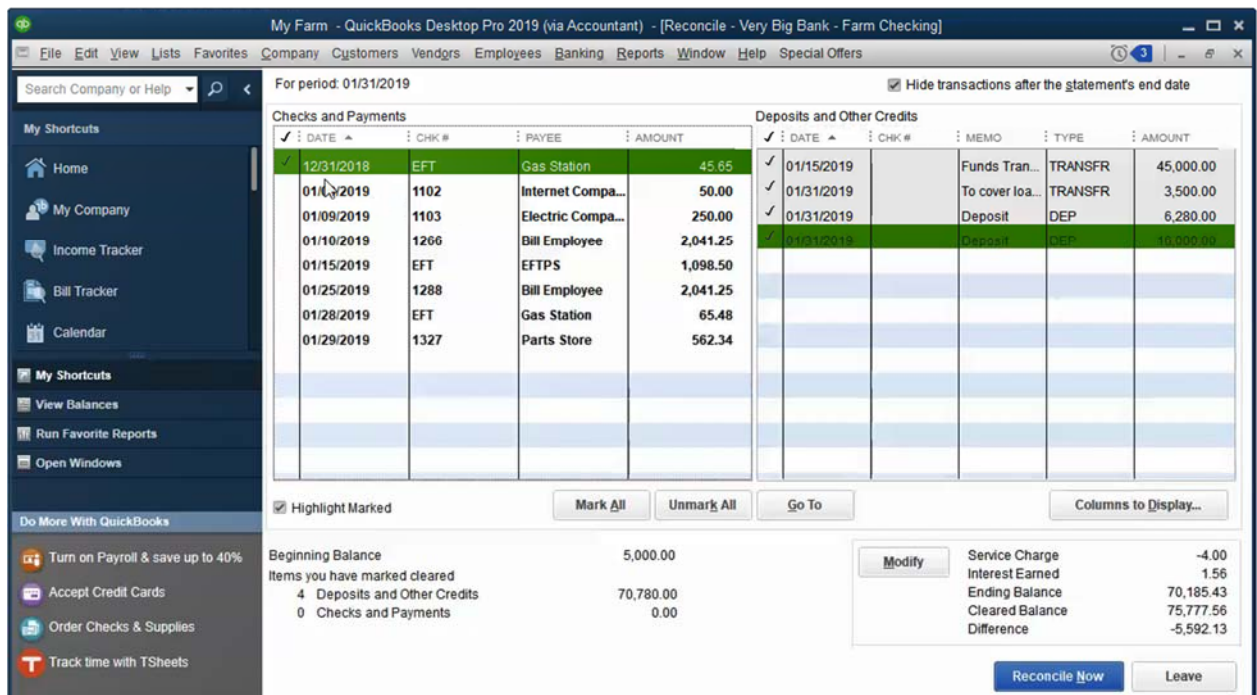 My Farm - QuickBooks Desktop Pro 2019 (via Accountant) - [Reconcile - Very Big Bank - Farm Checking]
File Edit View Lists Favorites Company Customers Vendors Employees Banking Reports Window Help Special Offers 3
Search Company or Help
My Shortcuts
Home
My Company
Income Tracker
Bill Tracker
Calendar
My Shortcuts
View Balances
Run Favorite Reports
Open Windows
Do More With QuickBooks
Turn on Payroll & save up to 40%
Accept Credit Cards
Order Checks & Supplies
Track time with TSheets
For period: 01/31/2019
Hide transactions after the statement's end date
Checks and Payments
DATE CHK # PAYEE AMOUNT
12/31/2018 EFT Gas Station 45.65
/2019 1102 Internet Compa... 50.00
01/09/2019 1103 Electric Compa... 250.00
01/10/2019 1266 Bill Employee 2,041.25
01/15/2019 EFT EFTPS 1,098.50
01/25/2019 1288 Bill Employee 2,041.25
01/28/2019 EFT Gas Station 65.48
01/29/2019 1327 Parts Store 562.34
Deposits and Other Credits
DATE CHK # MEMO TYPE AMOUNT
01/15/2019 Funds Tran... TRANSFR 45,000.00
01/31/2019 To cover loa... TRANSFR 3,500.00
01/31/2019 Deposit DEP 6,280.00
01/31/2019 Deposit DEP 16,000.00
Highlight Marked
Mark All
Unmark All
Go To
Columns to Display...
Beginning Balance 5,000.00
Items you have marked cleared
4 Deposits and Other Credits 70,780.00
0 Checks and Payments 0.00
Modify
Service Charge -4.00
Interest Earned 1.56
Ending Balance 70,185.43
Cleared Balance 75,777.56
Difference -5,592.13
Reconcile Now
Leave